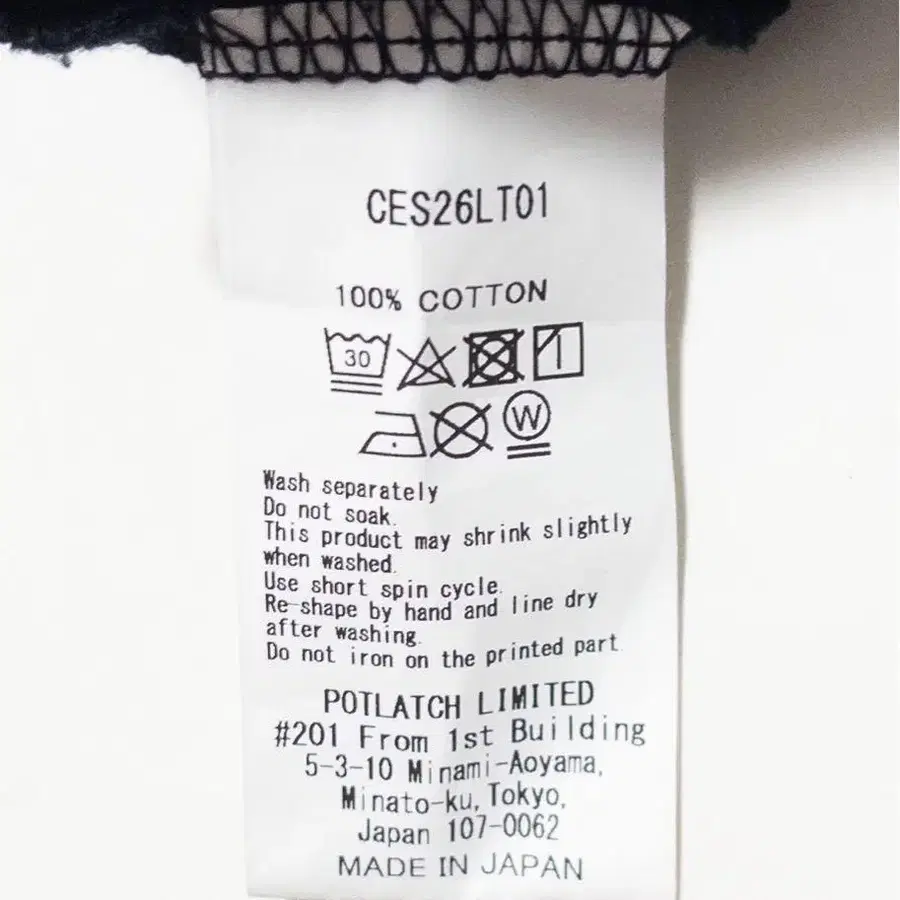 CES26LT01
100% COTTON
30
W
Wash separately
Do not soak.
This product may shrink slightly
when washed.
Use short spin cycle.
Re-shape by hand and line dry
after washing.
Do not iron on the printed part
POTLATCH LIMITED
#201 From 1st Building
5-3-10 Minami-Aoyama,
Minato-ku, Tokyo,
Japan 107-0062
MADE IN JAPAN